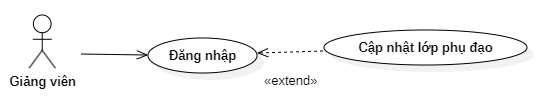 Giảng viên
Đăng nhập
Cập nhật lớp phụ đạo
«extend»